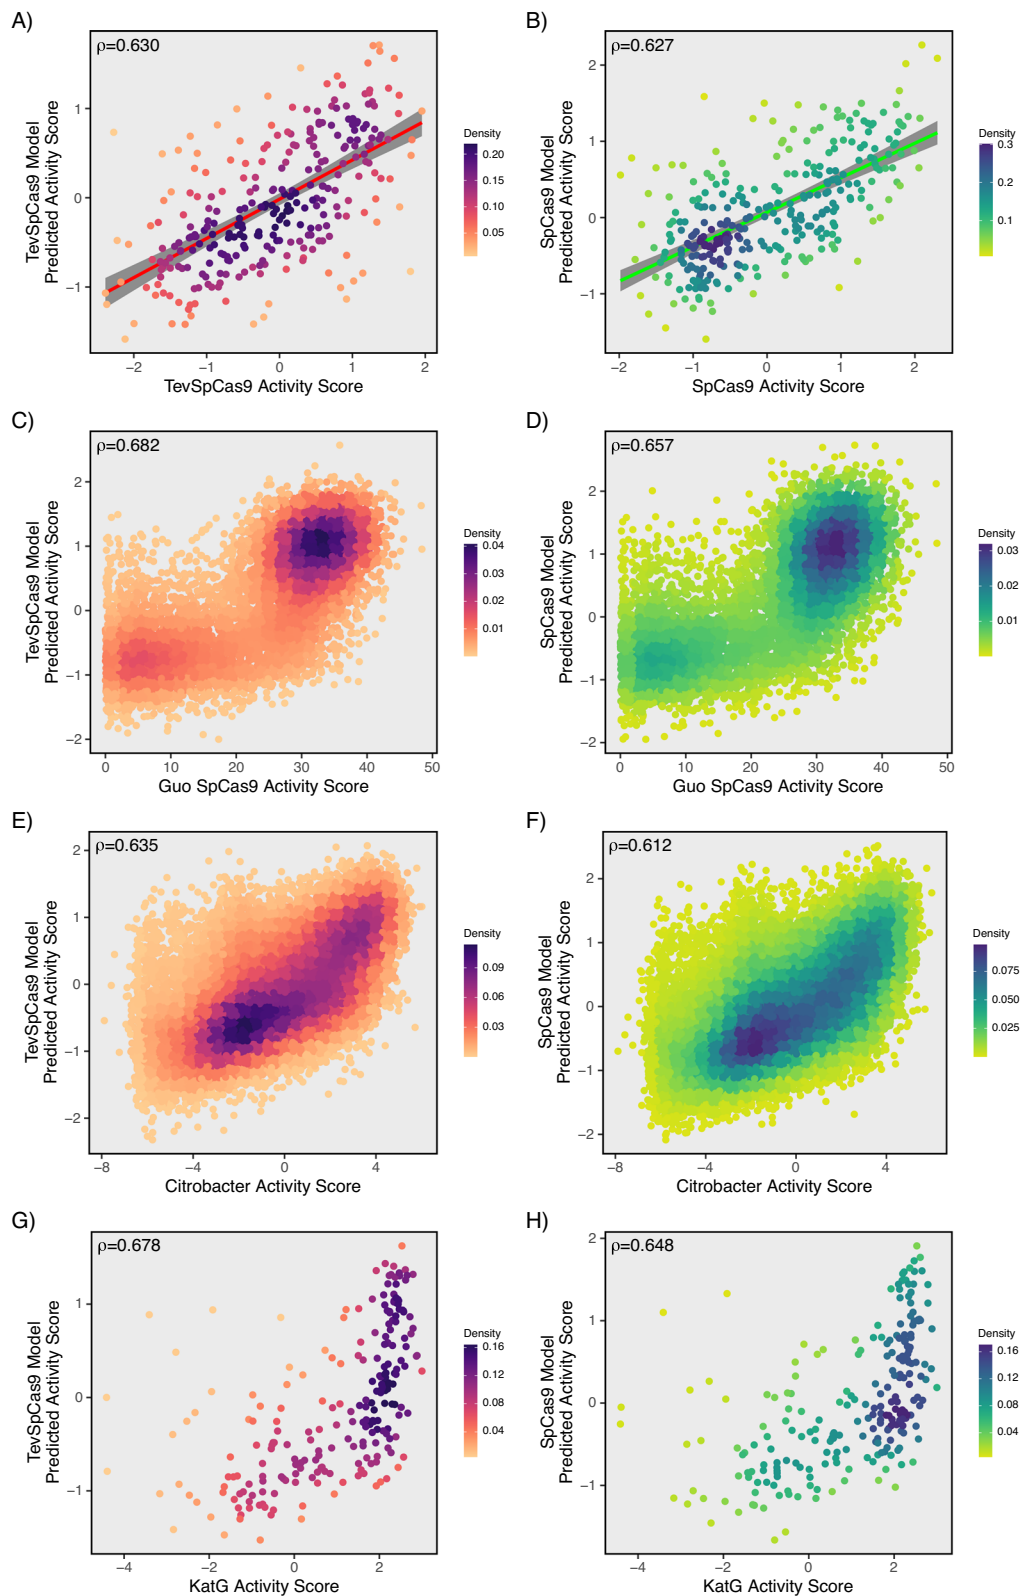 A)
ρ=0.630
TevSpCas9 Model
Predicted Activity Score
1
0
−1
−2
−1
0
1
2
TevSpCas9 Activity Score
Density
0.20
0.15
0.10
0.05
B)
ρ=0.627
SpCas9 Model
Predicted Activity Score
2
1
0
−1
−2
−1
0
1
2
SpCas9 Activity Score
Density
0.3
0.2
0.1
C)
ρ=0.682
TevSpCas9 Model
Predicted Activity Score
2
1
0
−1
−2
0
10
20
30
40
50
Guo SpCas9 Activity Score
Density
0.04
0.03
0.02
0.01
D)
ρ=0.657
SpCas9 Model
Predicted Activity Score
2
1
0
−1
−2
0
10
20
30
40
50
Guo SpCas9 Activity Score
Density
0.03
0.02
0.01
E)
ρ=0.635
TevSpCas9 Model
Predicted Activity Score
2
1
0
−1
−2
−8
−4
0
4
Citrobacter Activity Score
Density
0.09
0.06
0.03
F)
ρ=0.612
SpCas9 Model
Predicted Activity Score
2
1
0
−1
−2
−8
−4
0
4
Citrobacter Activity Score
Density
0.075
0.050
0.025
G)
ρ=0.678
TevSpCas9 Model
Predicted Activity Score
1
0
−1
−4
−2
0
2
KatG Activity Score
Density
0.16
0.12
0.08
0.04
H)
ρ=0.648
SpCas9 Model
Predicted Activity Score
2
1
0
−1
−4
−2
0
2
KatG Activity Score
Density
0.16
0.12
0.08
0.04